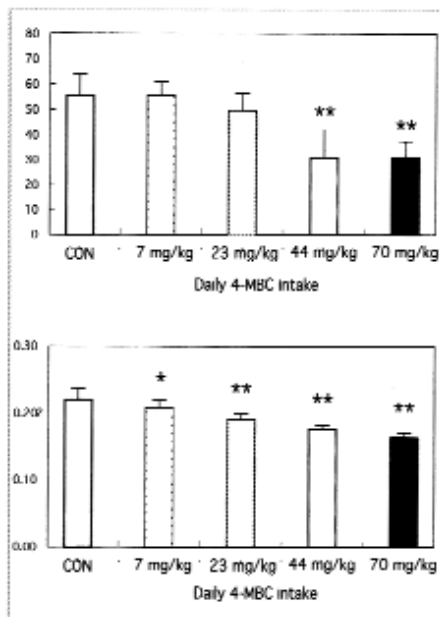 80
70
60
50
40
30
20
10
0
** **
CON 7 mg/kg 23 mg/kg 44 mg/kg 70 mg/kg
Daily 4-MBC intake
0.30
0.20
0.10
0.00
* ** ** **
CON 7 mg/kg 23 mg/kg 44 mg/kg 70 mg/kg
Daily 4-MBC intake